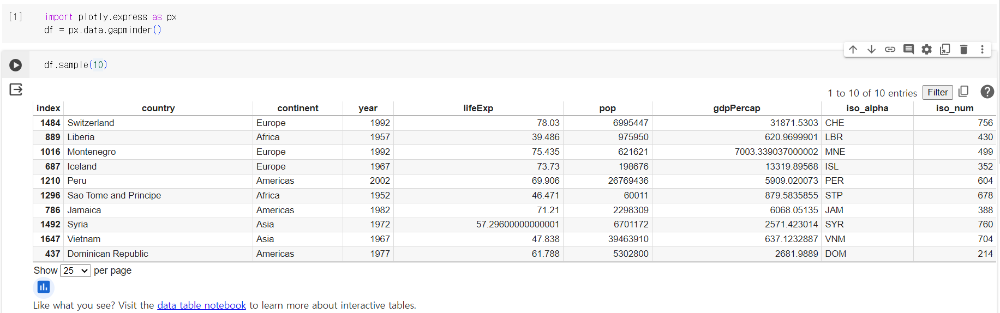 [1]
import plotly.express as px
df = px.data.gapminder()
df.sample(10)
1 to 10 of 10 entries Filter
index country continent year lifeExp pop gdpPercap iso_alpha iso_num
1484 Switzerland Europe 1992 78.03 6995447 31871.5303 CHE 756
889 Liberia Africa 1957 39.486 975950 620.9699901 LBR 430
1016 Montenegro Europe 1992 75.435 621621 7003.339037000002 MNE 499
687 Iceland Europe 1967 73.73 198676 13319.89568 ISL 352
1210 Peru Americas 2002 69.906 26769436 5909.020073 PER 604
1296 Sao Tome and Principe Africa 1952 46.471 60011 879.5835855 STP 678
786 Jamaica Americas 1982 71.21 2298309 6068.05135 JAM 388
1492 Syria Asia 1972 57.29600000000001 6701172 2571.423014 SYR 760
1647 Vietnam Asia 1967 47.838 39463910 637.1232887 VNM 704
437 Dominican Republic Americas 1977 61.788 5302800 2681.9889 DOM 214
Show 25 per page
Like what you see? Visit the data table notebook to learn more about interactive tables.